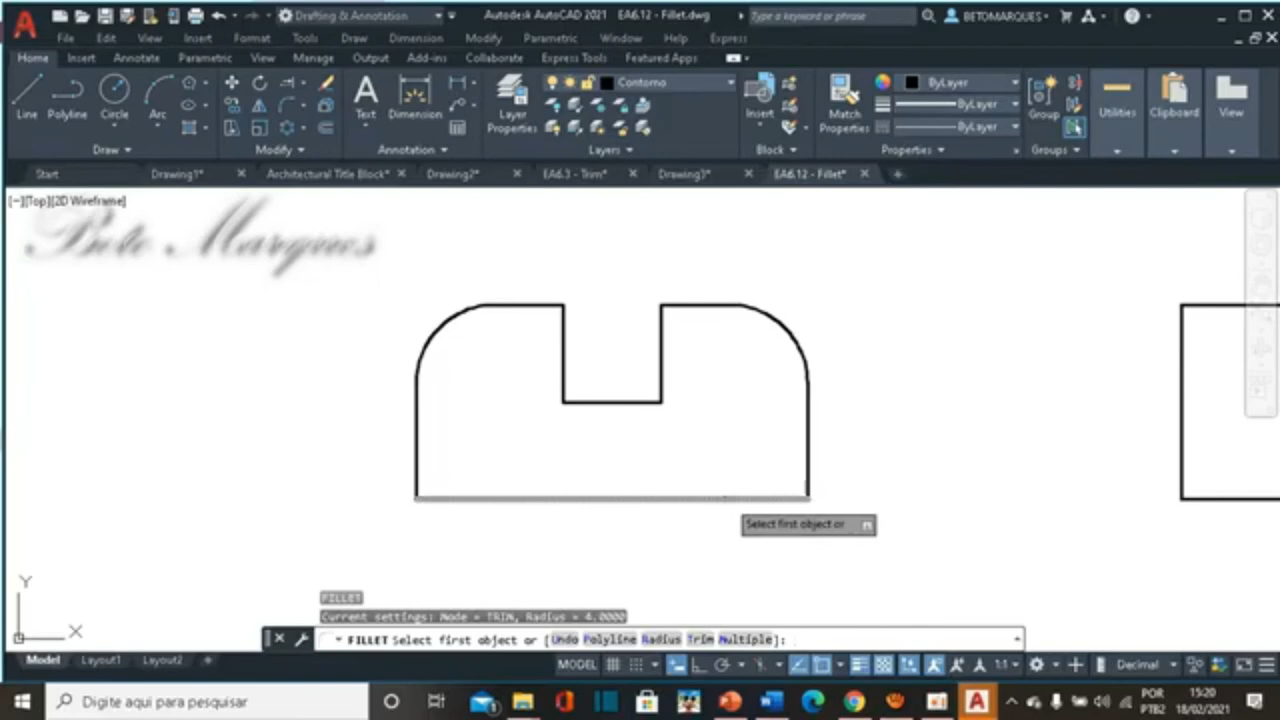 Drafting & Annotation
Autodesk AutoCAD 2021 EA6.12 - Fillet.dwg
Type a keyword or phrase
BETOMARQUES
File Edit View Insert Format Tools Draw Dimension Modify Parametric Window Help Express
Home Insert Annotate Parametric View Manage Output Add-ins Collaborate Express Tools Featured Apps
Line Polyline Circle Arc
Text Dimension
Layer Properties
Contorno
Insert
Match Properties
ByLayer
ByLayer
ByLayer
Group
Utilities
Clipboard
View
Draw Modify Annotation Layers Block Properties Groups
Start Drawing1* Architectural Title Block* Drawing2* EA6.3 - Trim* Drawing3* EA6.12 - Fillet*
[−][Top][2D Wireframe]
Beto Marques
Select first object or
Y
X
FILLET
Current settings: Mode = TRIM, Radius = 4.0000
FILLET Select first object or [Undo Polyline Radius Trim Multiple]:
Model Layout1 Layout2 +
MODEL 1:1 Decimal
Digite aqui para pesquisar
POR
PTB2
15:20
18/02/2021